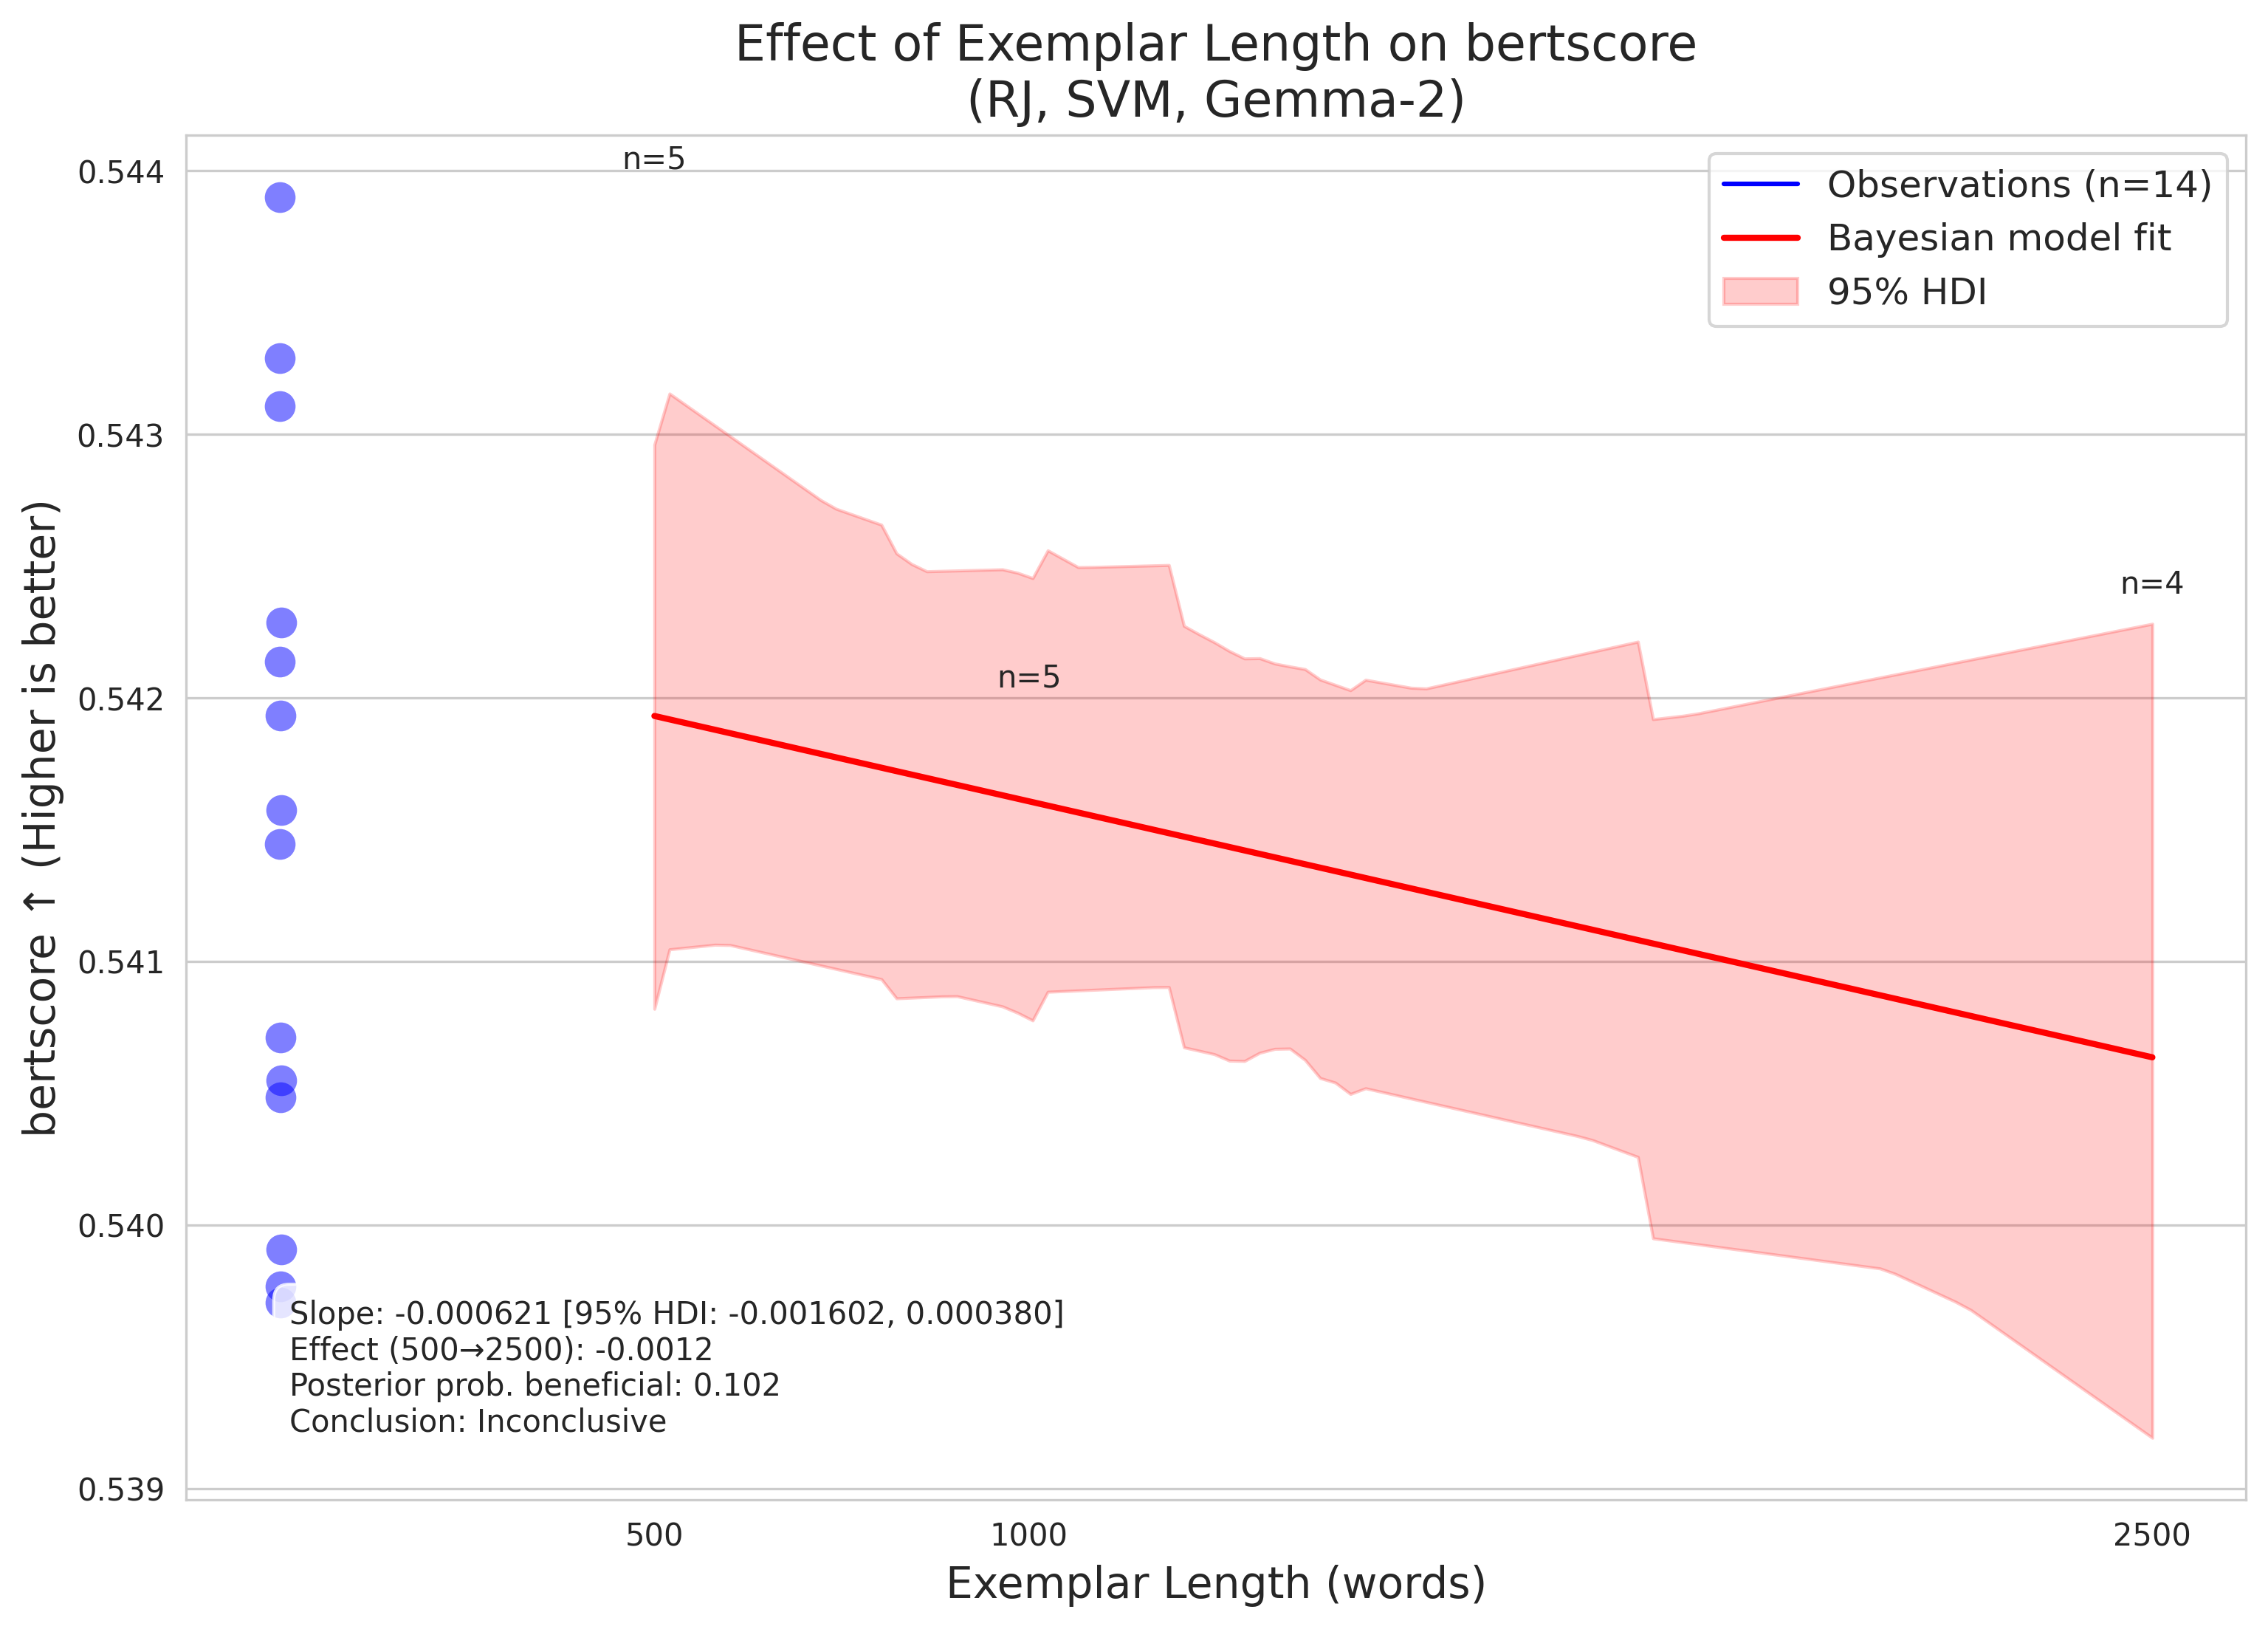 Effect of Exemplar Length on bertscore
(RJ, SVM, Gemma-2)
n=5
0.544
0.543
0.542
0.541
0.540
0.539
bertscore ↑ (Higher is better)
Observations (n=14)
Bayesian model fit
95% HDI
n=4
n=5
Slope: -0.000621 [95% HDI: -0.001602, 0.000380]
Effect (500→2500): -0.0012
Posterior prob. beneficial: 0.102
Conclusion: Inconclusive
500
1000
2500
Exemplar Length (words)